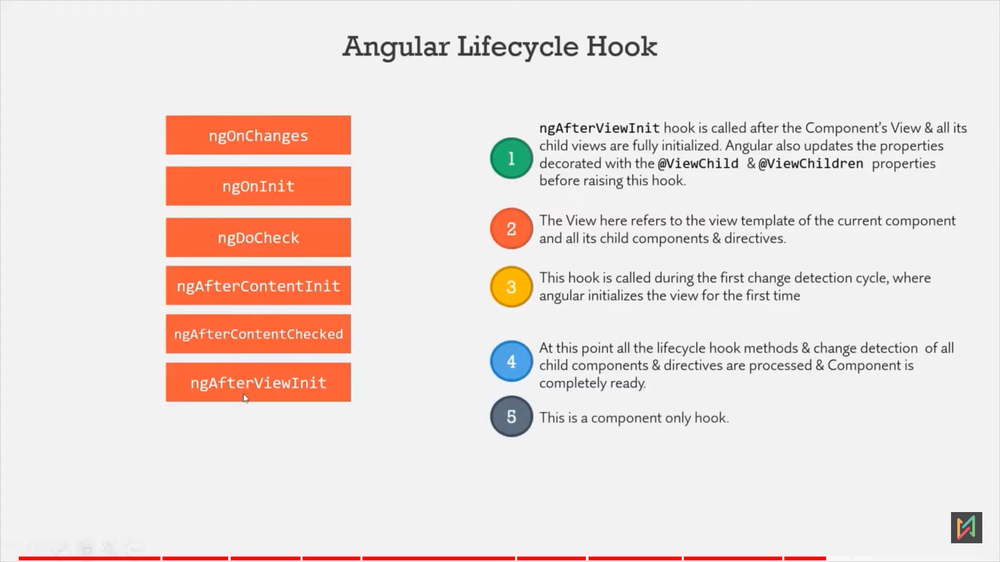 Angular Lifecycle Hook
ngOnChanges
ngOnInit
ngDoCheck
ngAfterContentInit
ngAfterContentChecked
ngAfterViewInit
1
ngAfterViewInit hook is called after the Component's View & all its
child views are fully initialized. Angular also updates the properties
decorated with the @ViewChild & @ViewChildren properties
before raising this hook.
2
The View here refers to the view template of the current component
and all its child components & directives.
3
This hook is called during the first change detection cycle, where
angular initializes the view for the first time
4
At this point all the lifecycle hook methods & change detection of all
child components & directives are processed & Component is
completely ready.
5
This is a component only hook.